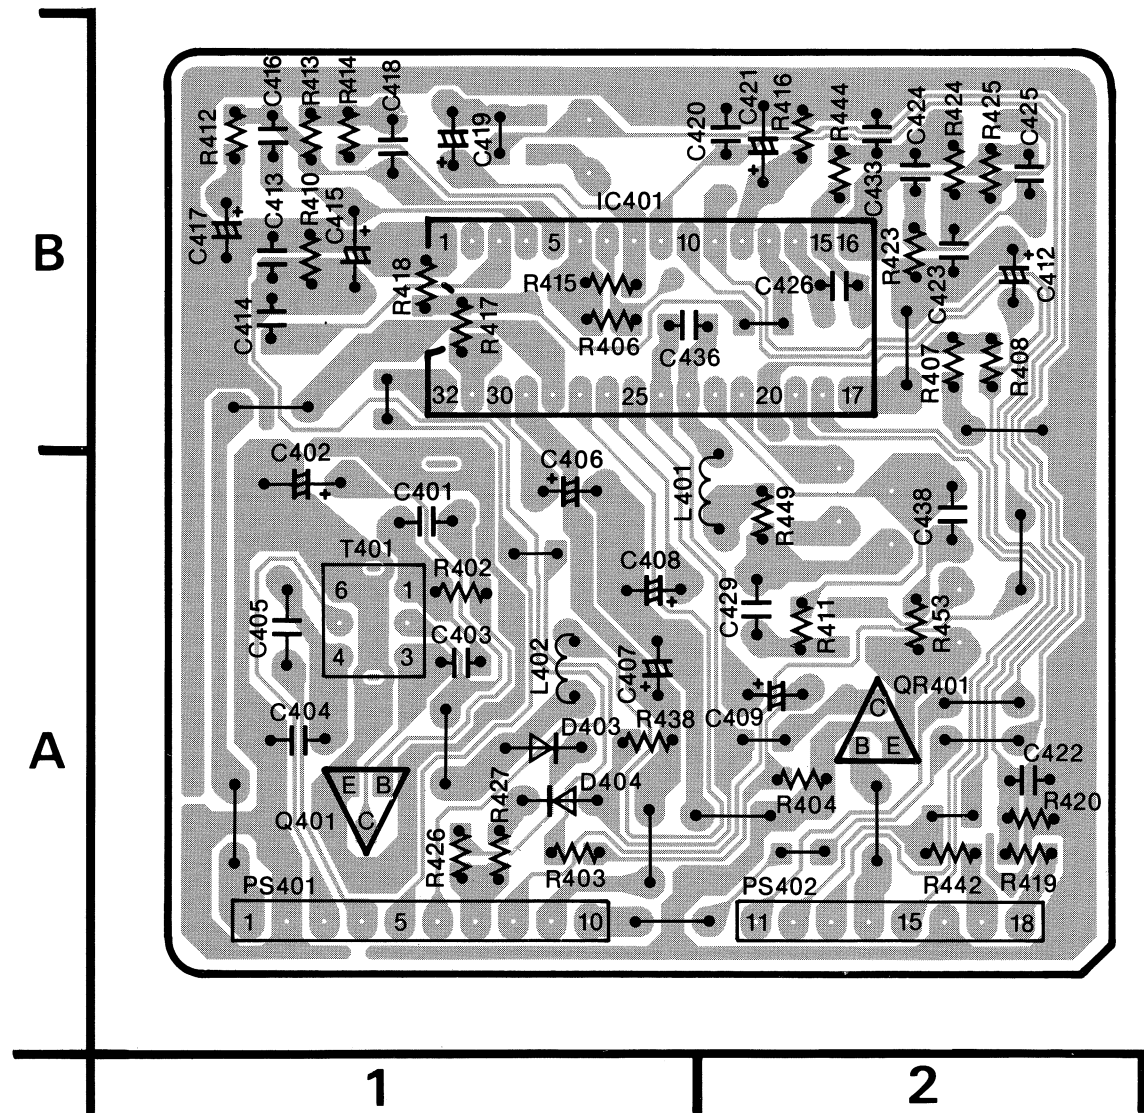 R412
C416
R413
R414
C418
C419
C420
C421
R416
R444
C433
C424
R424
R425
C425
C417
C413
R410
C415
IC401
B
1
5
10
15 16
R418
R415
C426
R423
C423
C412
C414
R417
R406
C436
R407
R408
32
30
25
20
17
C402
C406
C401
L401
R449
C438
T401
R402
C408
6
1
C429
R411
R453
C405
4
3
C403
L402
C407
QR401
C404
D403
R438
C409
C
B
E
A
E
B
C
Q401
R427
D404
R404
C422
R420
R426
R403
R442
R419
PS401
PS402
1
5
10
11
15
18
1
2